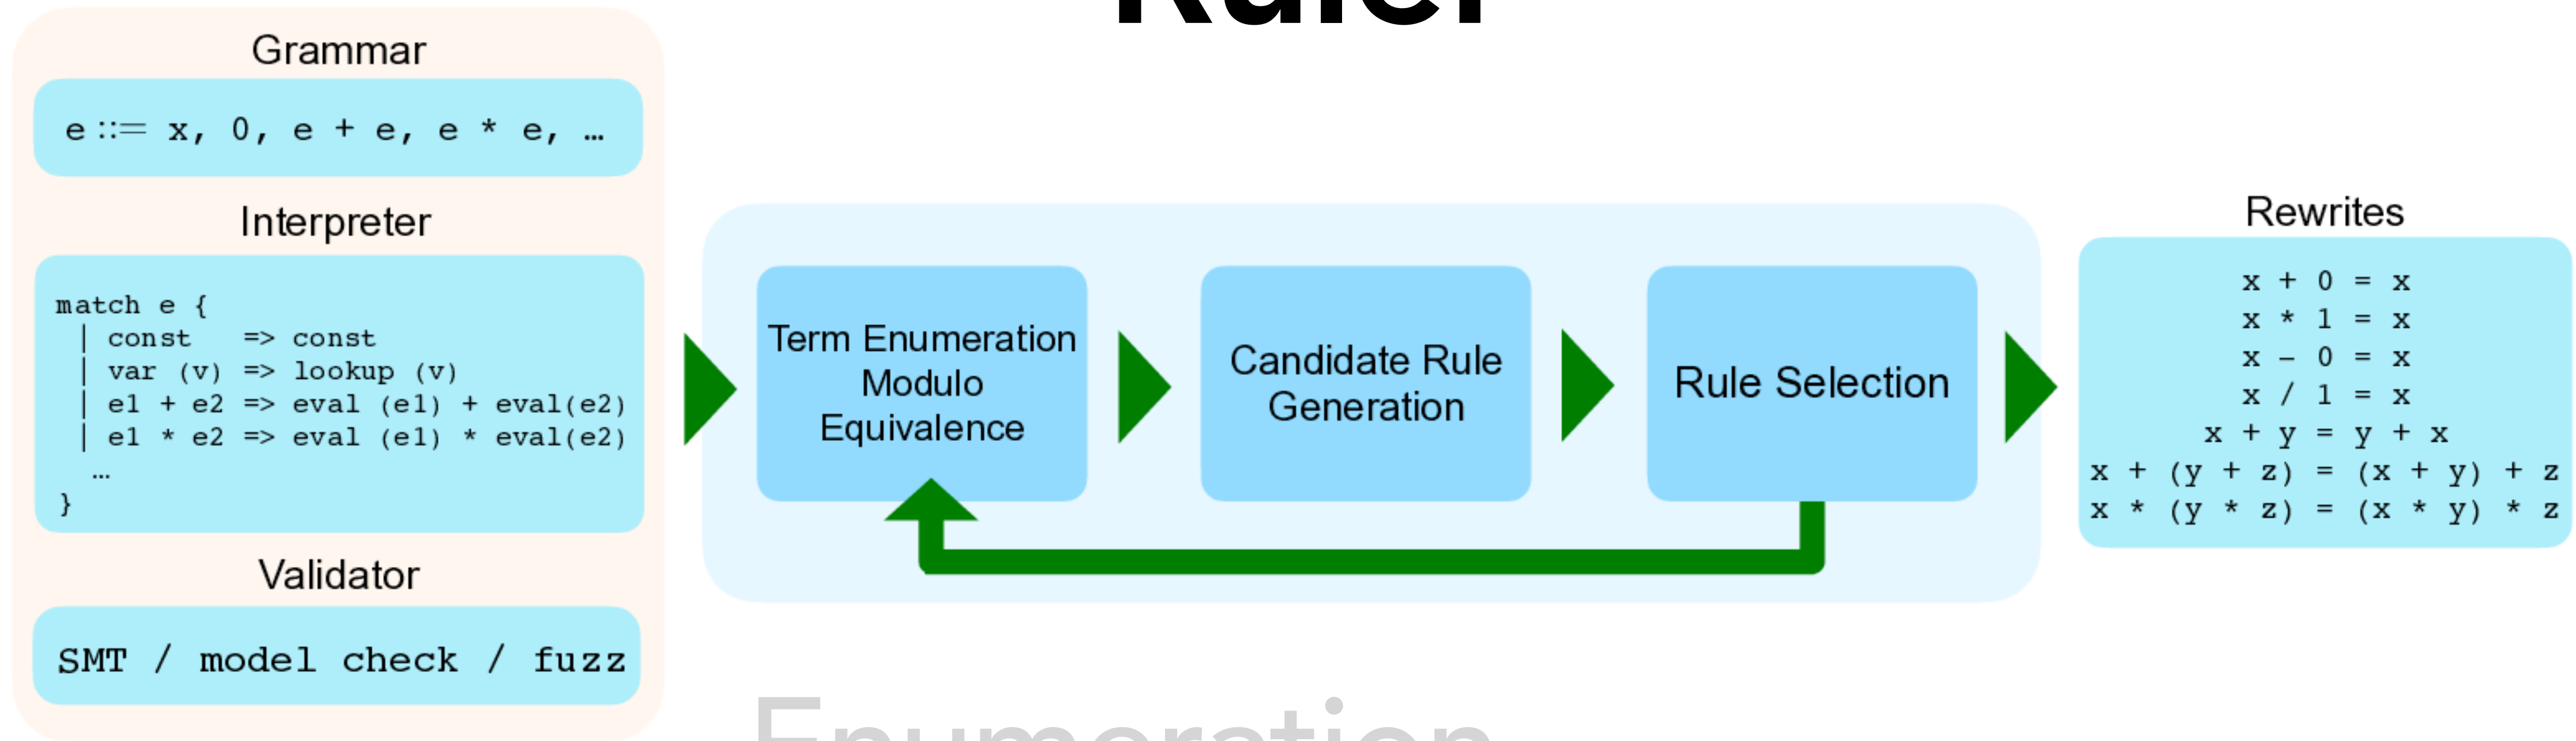 Ruler
Grammar
e ::= x, 0, e + e, e * e, …
Interpreter
match e {
| const => const
| var (v) => lookup (v)
| e1 + e2 => eval (e1) + eval(e2)
| e1 * e2 => eval (e1) * eval(e2)
…
}
Validator
SMT / model check / fuzz
Term Enumeration
Modulo
Equivalence
Candidate Rule
Generation
Rule Selection
Rewrites
x + 0 = x
x * 1 = x
x – 0 = x
x / 1 = x
x + y = y + x
x + (y + z) = (x + y) + z
x * (y * z) = (x * y) * z
Enumeration